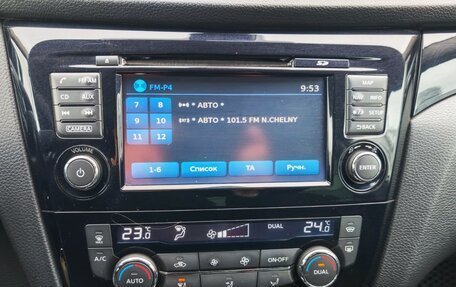 SD
FM-P4 9:53
FM·AM
CD AUX
CAMERA
7 8 * АВТО *
9 10 * АВТО * 101.5 FM N.CHELNY
11 12
1-6 Список TA Ручн.
MAP
INFO
SETUP
BACK
ENTER
23.0 DUAL 24.0
A/C
ON·OFF
AUTO
DUAL